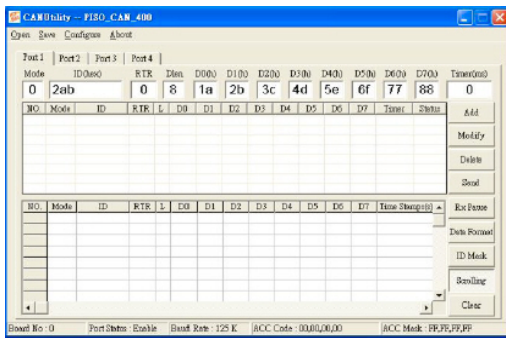 CANUtility -- PISO_CAN_400
Open Save Configure About
Port 1 Port 2 Port 3 Port 4
Mode ID(hex) RTR Dlen D0(h) D1(h) D2(h) D3(h) D4(h) D5(h) D6(h) D7(h) Timer(ms)
0 2ab 0 8 1a 2b 3c 4d 5e 6f 77 88 0
NO. Mode ID RTR L D0 D1 D2 D3 D4 D5 D6 D7 Timer Status
Add
Modify
Delete
Send
NO. Mode ID RTR L D0 D1 D2 D3 D4 D5 D6 D7 Time Stamps(s) Rx Pause
Data Format
ID Mask
Scrolling
Clear
Board No : 0 Port Status : Enable Baud Rate : 125 K ACC Code : 00,00,00,00 ACC Mask : FF,FF,FF,FF